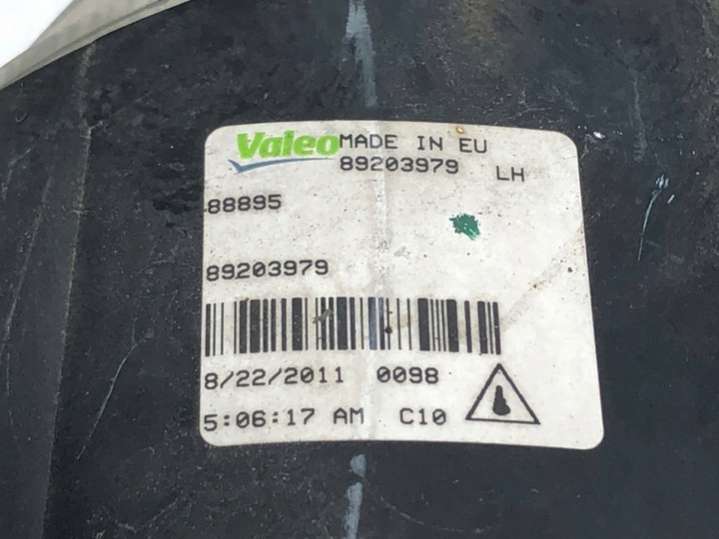 Valeo MADE IN EU
89203979 LH
88895
89203979
8/22/2011 0098
5:06:17 AM C10